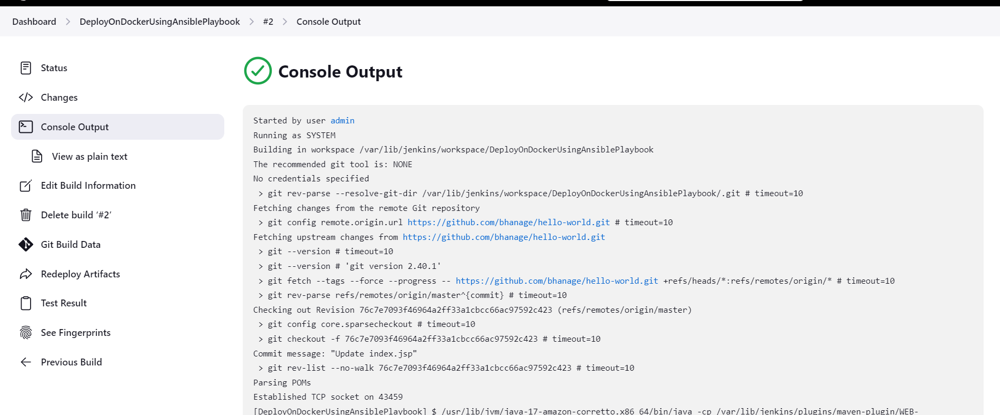 Dashboard > DeployOnDockerUsingAnsiblePlaybook > #2 > Console Output
Status
Changes
Console Output
View as plain text
Edit Build Information
Delete build ‘#2’
Git Build Data
Redeploy Artifacts
Test Result
See Fingerprints
Previous Build
Console Output
Started by user admin
Running as SYSTEM
Building in workspace /var/lib/jenkins/workspace/DeployOnDockerUsingAnsiblePlaybook
The recommended git tool is: NONE
No credentials specified
> git rev-parse --resolve-git-dir /var/lib/jenkins/workspace/DeployOnDockerUsingAnsiblePlaybook/.git # timeout=10
Fetching changes from the remote Git repository
> git config remote.origin.url https://github.com/bhanage/hello-world.git # timeout=10
Fetching upstream changes from https://github.com/bhanage/hello-world.git
> git --version # timeout=10
> git --version # 'git version 2.40.1'
> git fetch --tags --force --progress -- https://github.com/bhanage/hello-world.git +refs/heads/*:refs/remotes/origin/* # timeout=10
> git rev-parse refs/remotes/origin/master^{commit} # timeout=10
Checking out Revision 76c7e7093f46964a2ff33a1cbcc66ac97592c423 (refs/remotes/origin/master)
> git config core.sparsecheckout # timeout=10
> git checkout -f 76c7e7093f46964a2ff33a1cbcc66ac97592c423 # timeout=10
Commit message: "Update index.jsp"
> git rev-list --no-walk 76c7e7093f46964a2ff33a1cbcc66ac97592c423 # timeout=10
Parsing POMs
Established TCP socket on 43459
[DeployOnDockerUsingAnsiblePlaybook] $ /usr/lib/jvm/java-17-amazon-corretto.x86_64/bin/java -cp /var/lib/jenkins/plugins/maven-plugin/WEB-